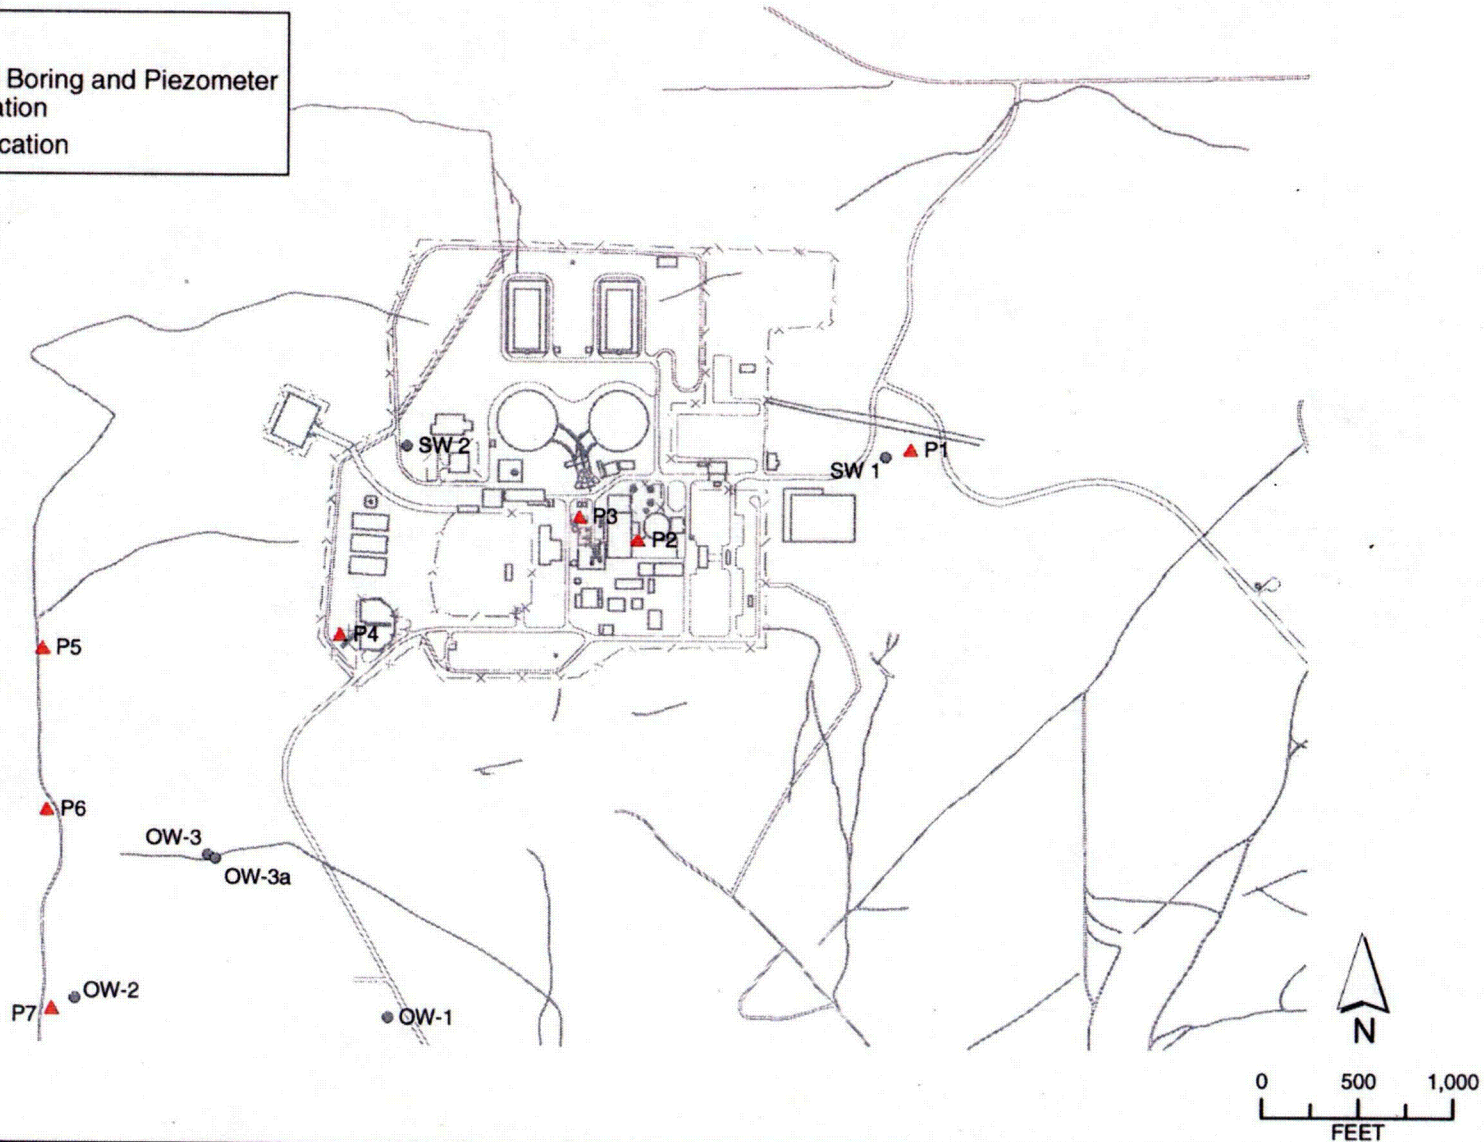 Boring and Piezometer
ation
cation
SW 2
SW 1
P1
P3
P2
P4
P5
P6
OW-3
OW-3a
OW-2
P7
OW-1
N
0 500 1,000
FEET